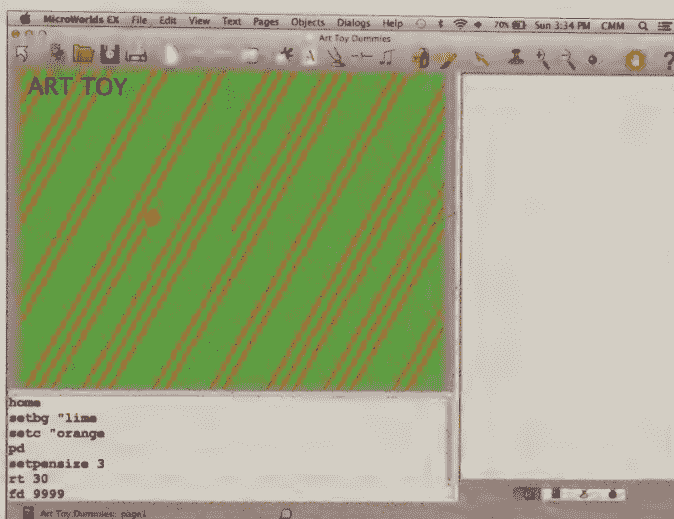 MicroWorlds EX File Edit View Text Pages Objects Dialogs Help 70% Sun 3:34 PM CMM
Art Toy Dummies
ART TOY
home
setbg "lime
setc "orange
pd
setpensize 3
rt 30
fd 9999
Art Toy Dummies: page1